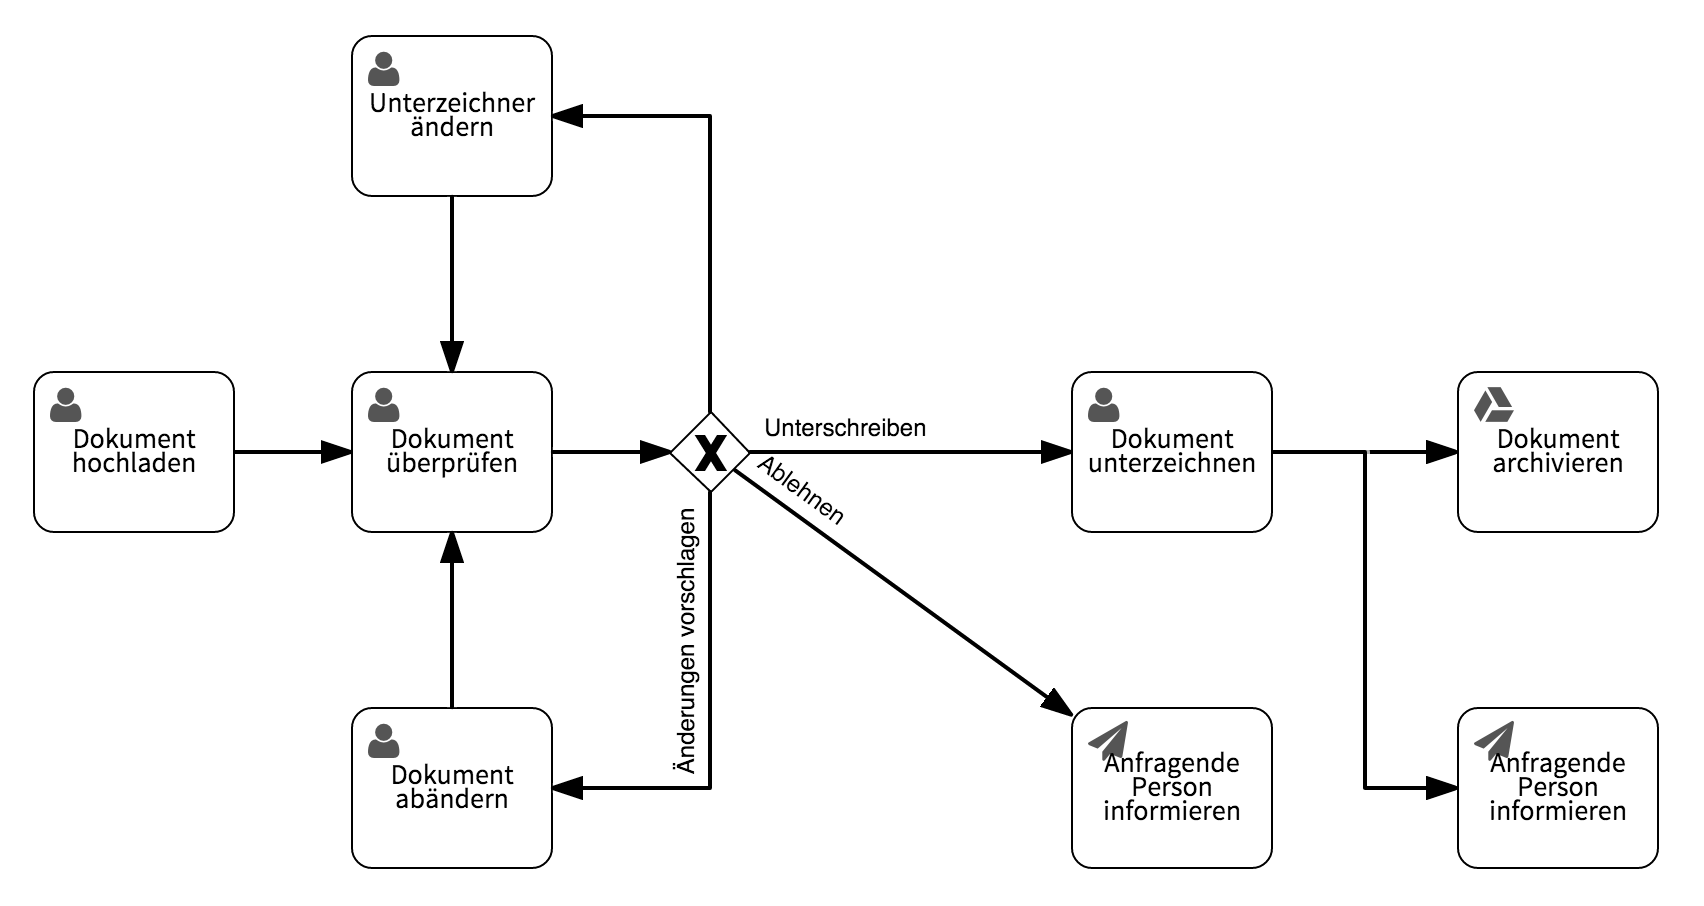 Unterzeichner
ändern
Dokument
hochladen
Dokument
überprüfen
X
Unterschreiben
Ablehnen
Änderungen vorschlagen
Dokument
unterzeichnen
Dokument
archivieren
Dokument
abändern
Anfragende
Person
informieren
Anfragende
Person
informieren